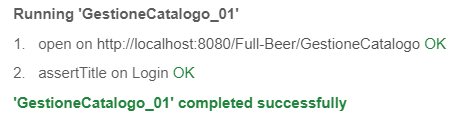 Running 'GestioneCatalogo_01'
1. open on http://localhost:8080/Full-Beer/GestioneCatalogo OK
2. assertTitle on Login OK
'GestioneCatalogo_01' completed successfully